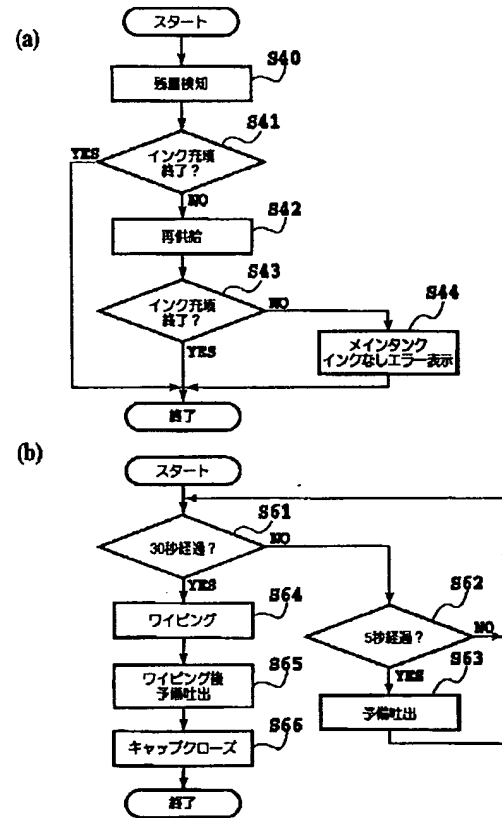 (a)
スタート
S40
残量検知
S41
YES
インク充填
終了？
NO
S42
再供給
S43
インク充填
終了？
NO
S44
YES
メインタンク
インクなしエラー表示
終了
(b)
スタート
S61
30秒経過？
NO
YES
S64
S62
ワイピング
5秒経過？
NO
S65
YES
S63
ワイピング後
予備吐出
予備吐出
S66
キャップクローズ
終了